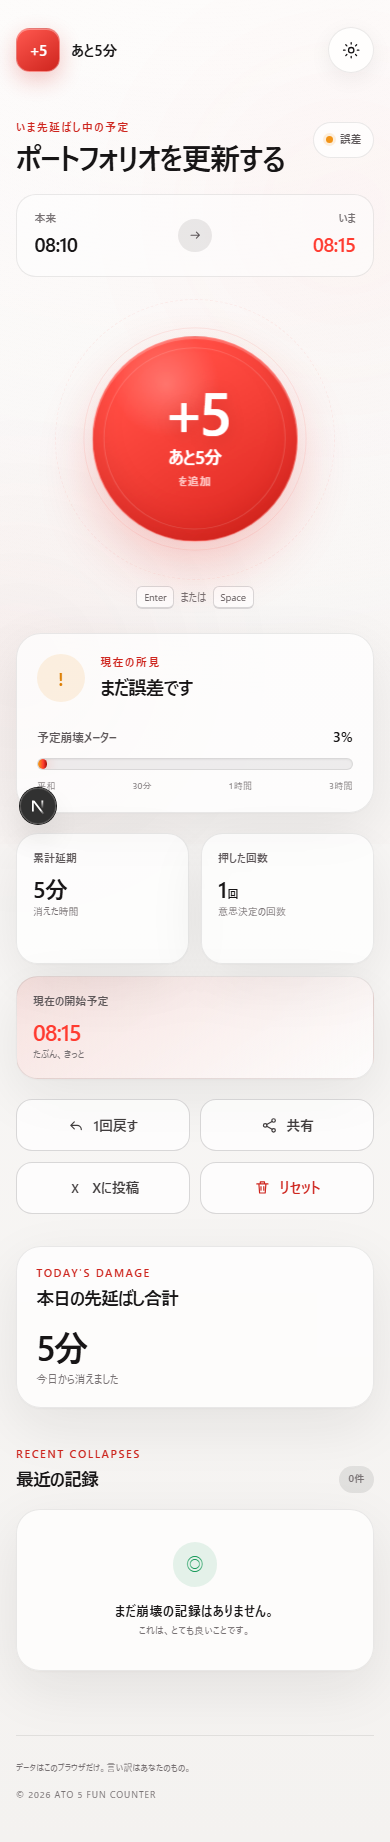 +5 あと5分
いま先延ばし中の予定
ポートフォリオを更新する
誤差
本来
08:10
→
いま
08:15
+5
あと5分
を追加
Enter または Space
!
現在の所見
まだ誤差です
予定崩壊メーター 3%
平和 30分 1時間 3時間
N
累計延期
5分
消えた時間
押した回数
1回
意思決定の回数
現在の開始予定
08:15
たぶん、きっと
1回戻す
共有
X Xに投稿
リセット
TODAY'S DAMAGE
本日の先延ばし合計
5分
今日から消えました
RECENT COLLAPSES
最近の記録
0件
まだ崩壊の記録はありません。
これは、とても良いことです。
データはこのブラウザだけ。言い訳はあなたのもの。
© 2026 ATO 5 FUN COUNTER